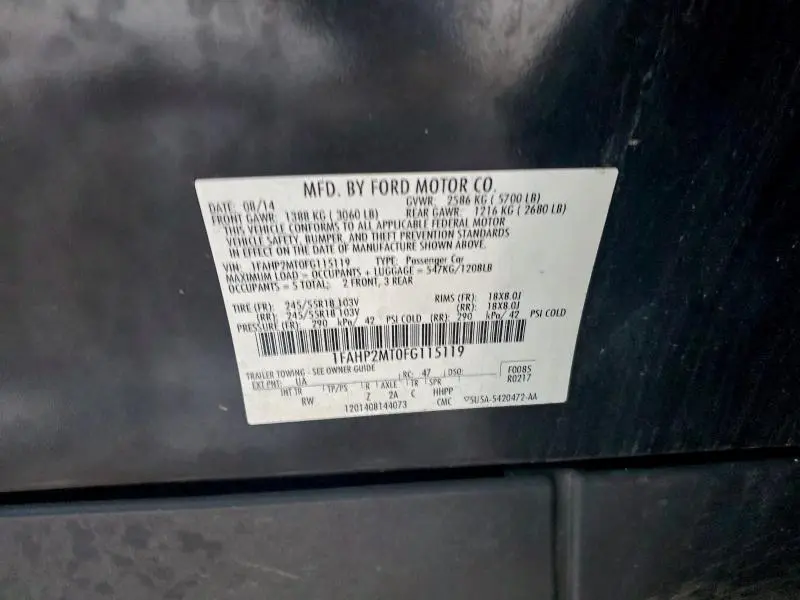 MFD. BY FORD MOTOR CO.
DATE: 08/14 GVWR: 2586 KG ( 5700 LB)
FRONT GAWR: 1388 KG ( 3060 LB) REAR GAWR: 1216 KG ( 2680 LB)
THIS VEHICLE CONFORMS TO ALL APPLICABLE FEDERAL MOTOR
VEHICLE SAFETY, BUMPER, AND THEFT PREVENTION STANDARDS
IN EFFECT ON THE DATE OF MANUFACTURE SHOWN ABOVE.
VIN: 1FAHP2MT0FG115119 TYPE: Passenger Car
MAXIMUM LOAD = OCCUPANTS + LUGGAGE = 547KG/1208LB
OCCUPANTS = 5 TOTAL: 2 FRONT, 3 REAR
TIRE (FR): 245/55R18 103V RIMS (FR): 18X8.0J
(RR): 245/55R18 103V (RR): 18X8.0J
PRESSURE (FR): 290 kPa/ 42 PSI COLD (RR): 290 kPa/ 42 PSI COLD
1FAHP2MT0FG115119
TRAILER TOWING - SEE OWNER GUIDE
EXT PNT: UA RC: 47 DSO: F0085
INT TR TP/PS R AXLE TR SPR R0217
RW Z 2A C HHPP
1201408144073 CMC 5U5A-5420472-AA